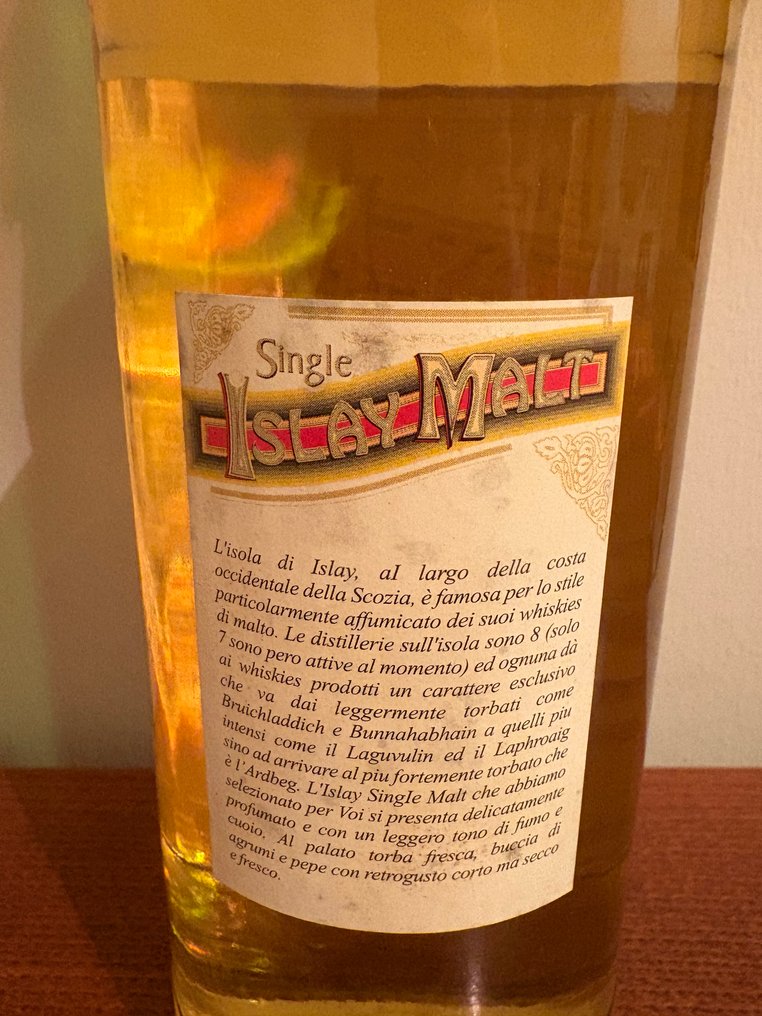 Single
ISLAY MALT
L'isola di Islay, aI largo della costa
occidentale della Scozia, è famosa per lo stile
particolarmente affumicato dei suoi whiskies
di malto. Le distillerie sull'isola sono 8 (solo
7 sono pero attive al momento) ed ognuna dà
ai whiskies prodotti un carattere esclusivo
che va dai leggermente torbati come
Bruichladdich e Bunnahabhain a quelli piu
intensi come il Laguvulin ed il Laphroaig
sino ad arrivare al piu fortemente torbato che
è l'Ardbeg. L'Islay SingIe Malt che abbiamo
selezionato per Voi si presenta delicatamente
profumato e con un leggero tono di fumo e
cuoio. Al palato torba fresca, buccia di
agrumi e pepe con retrogusto corto ma secco
e fresco.